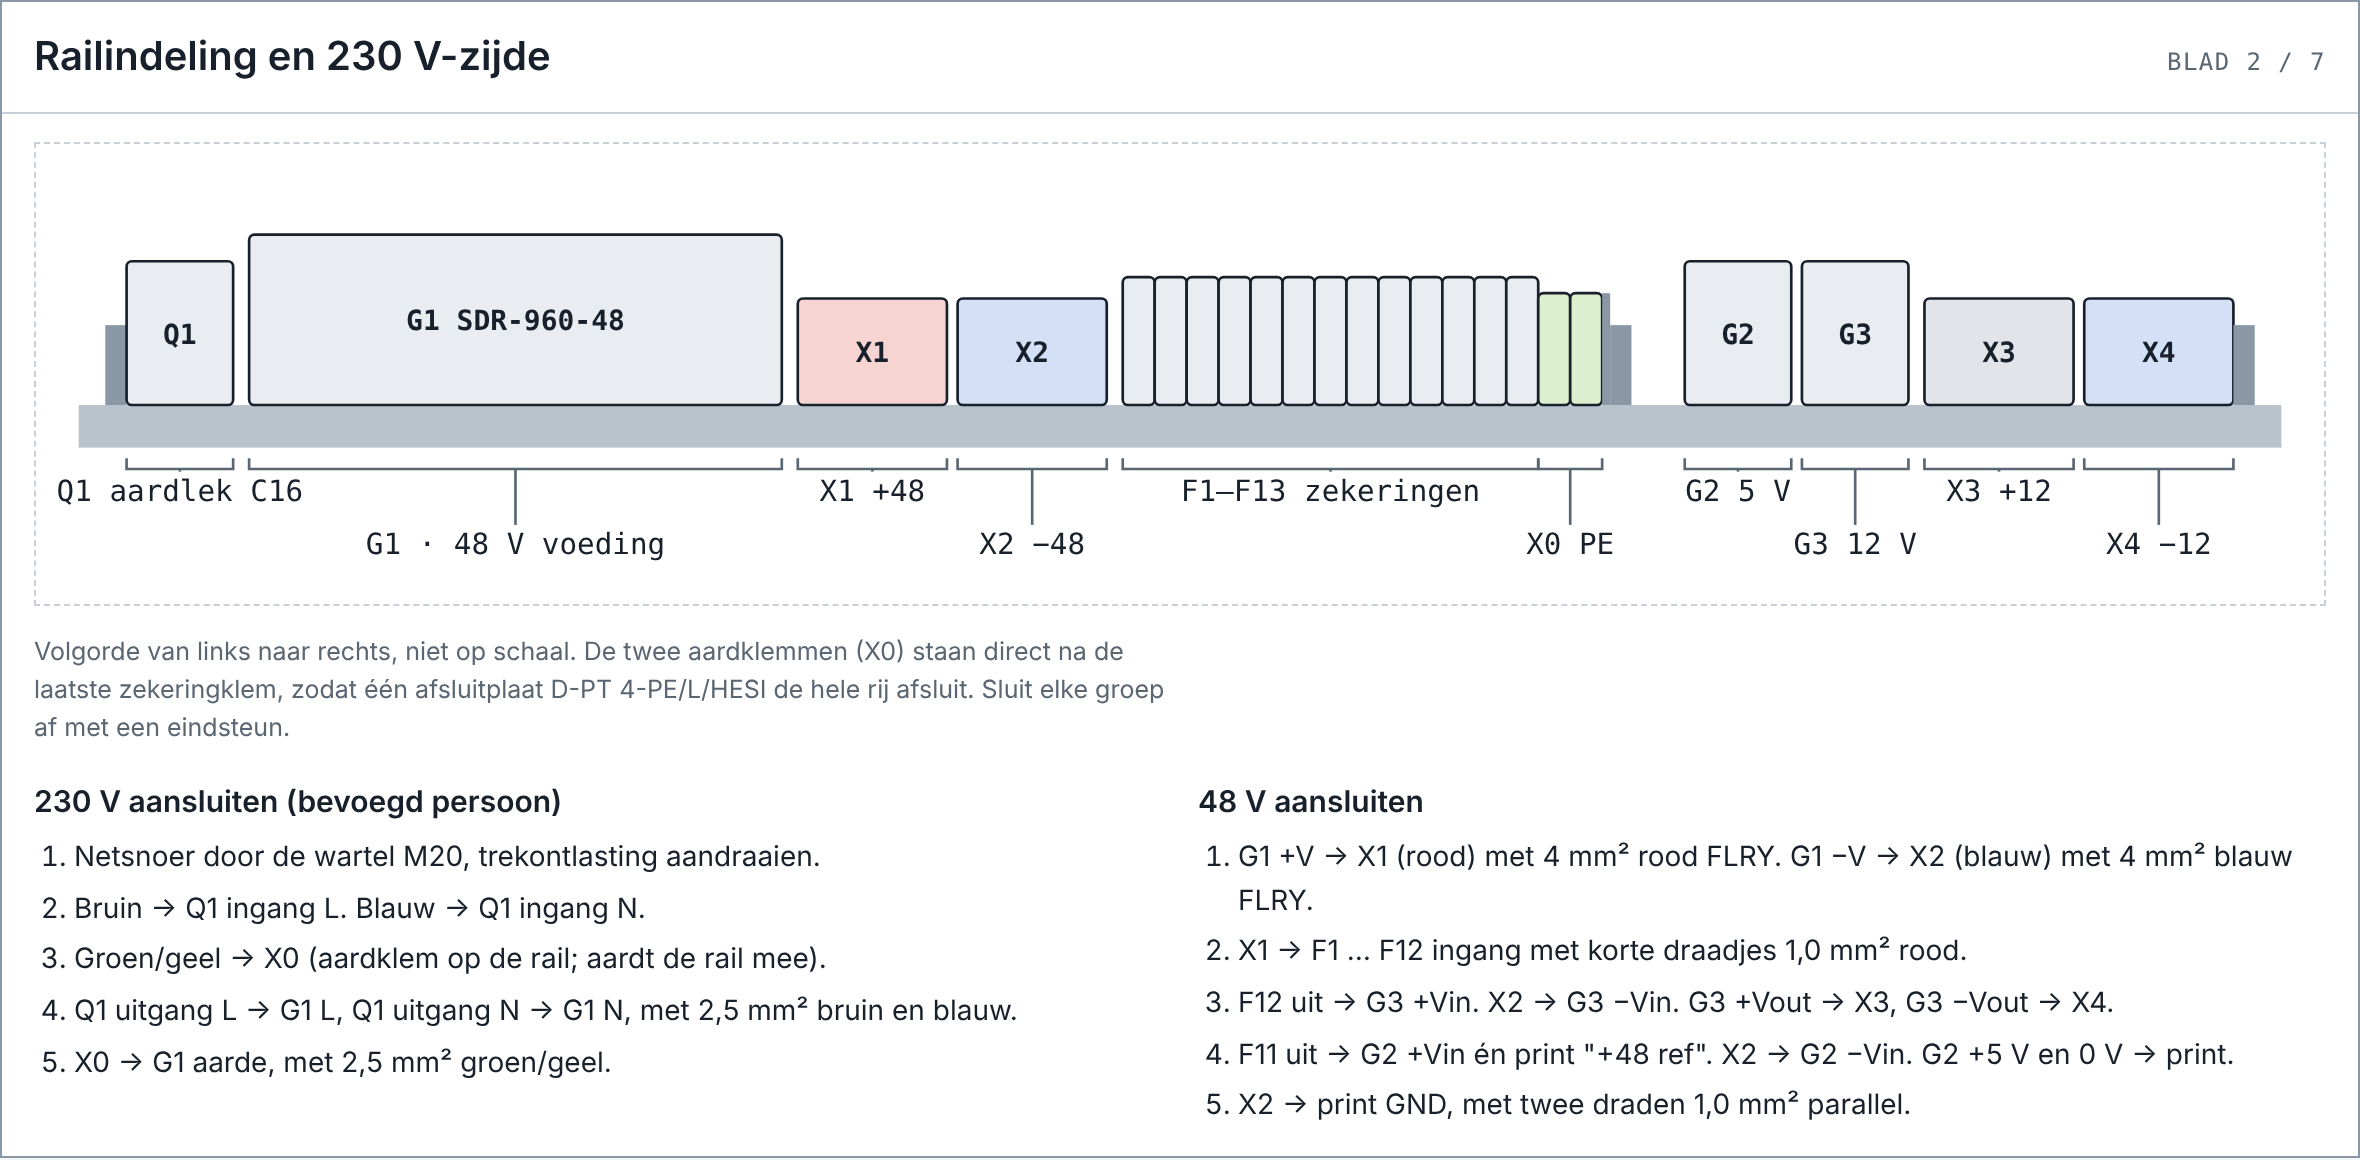 Railindeling en 230 V-zijde
BLAD 2 / 7
Q1
G1 SDR-960-48
X1
X2
G2
G3
X3
X4
Q1 aardlek C16
X1 +48
F1–F13 zekeringen
G2 5 V
X3 +12
G1 · 48 V voeding
X2 −48
X0 PE
G3 12 V
X4 −12
Volgorde van links naar rechts, niet op schaal. De twee aardklemmen (X0) staan direct na de
laatste zekeringklem, zodat één afsluitplaat D-PT 4-PE/L/HESI de hele rij afsluit. Sluit elke groep
af met een eindsteun.
230 V aansluiten (bevoegd persoon)
1. Netsnoer door de wartel M20, trekontlasting aandraaien.
2. Bruin → Q1 ingang L. Blauw → Q1 ingang N.
3. Groen/geel → X0 (aardklem op de rail; aardt de rail mee).
4. Q1 uitgang L → G1 L, Q1 uitgang N → G1 N, met 2,5 mm² bruin en blauw.
5. X0 → G1 aarde, met 2,5 mm² groen/geel.
48 V aansluiten
1. G1 +V → X1 (rood) met 4 mm² rood FLRY. G1 −V → X2 (blauw) met 4 mm² blauw
FLRY.
2. X1 → F1 … F12 ingang met korte draadjes 1,0 mm² rood.
3. F12 uit → G3 +Vin. X2 → G3 −Vin. G3 +Vout → X3, G3 −Vout → X4.
4. F11 uit → G2 +Vin én print "+48 ref". X2 → G2 −Vin. G2 +5 V en 0 V → print.
5. X2 → print GND, met twee draden 1,0 mm² parallel.